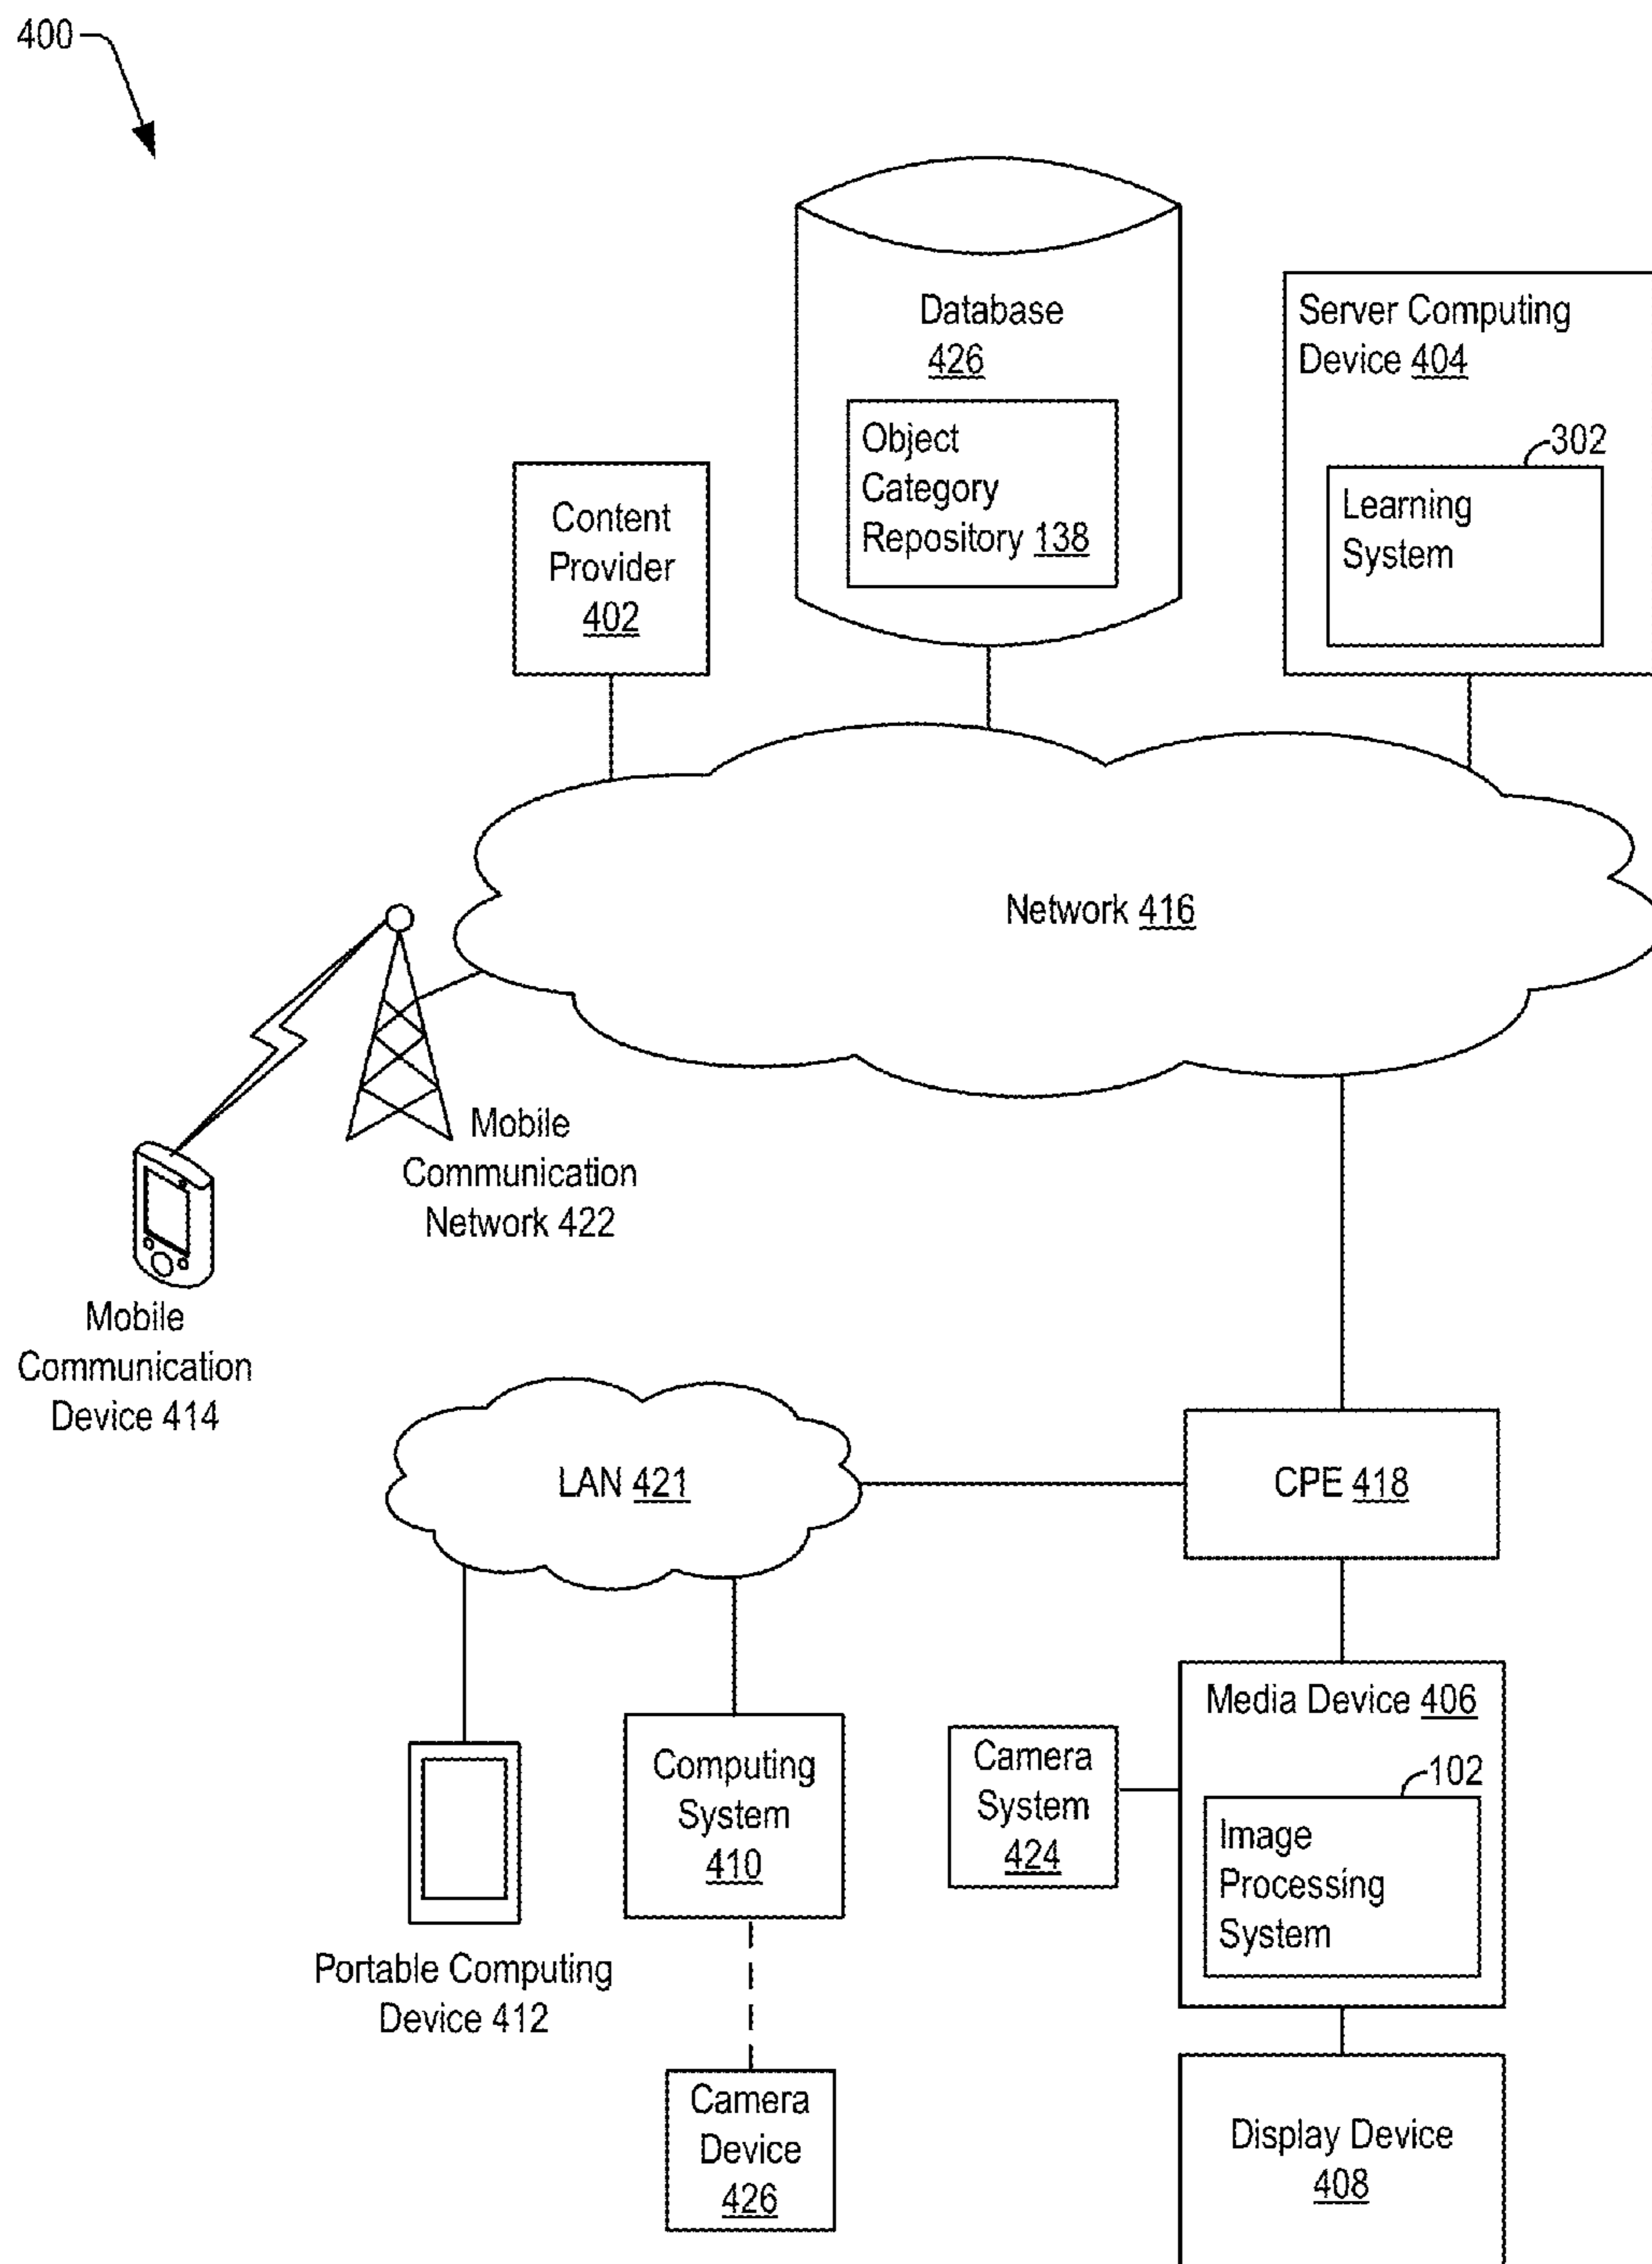 400
Database
426
Object
Category
Repository 138
Server Computing
Device 404
302
Learning
System
Content
Provider
402
Network 416
Mobile
Communication
Network 422
Mobile
Communication
Device 414
LAN 421
CPE 418
Media Device 406
102
Image
Processing
System
Camera
System
424
Computing
System
410
Portable Computing
Device 412
Camera
Device
426
Display Device
408